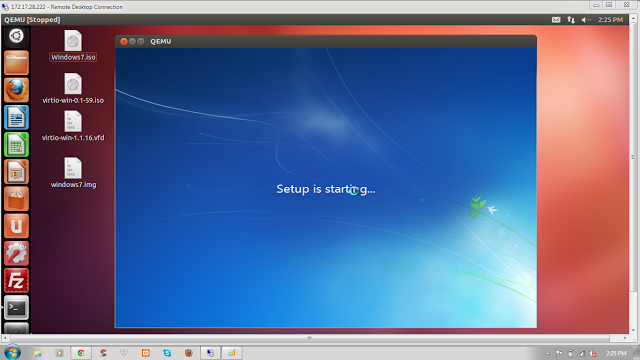 172.17.28.222 - Remote Desktop Connection
QEMU [Stopped]
2:25 PM
QEMU
Windows7.iso
virtio-win-0.1-59.iso
virtio-win-1.1.16.vfd
windows7.img
Setup is starting...
2:25 PM